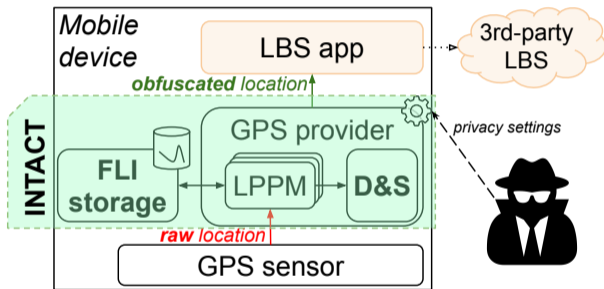 Mobile
device
LBS app
3rd-party
LBS
obfuscated location
INTACT
GPS provider
privacy settings
FLI
storage
LPPM
D&S
raw location
GPS sensor